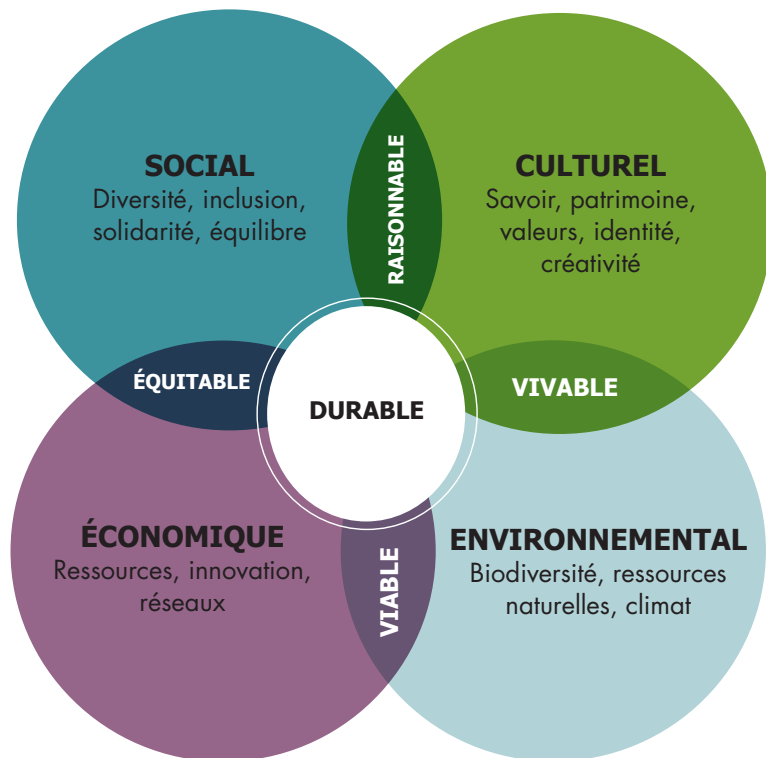 SOCIAL
Diversité, inclusion,
solidarité, équilibre
RAISONNABLE
CULTUREL
Savoir, patrimoine,
valeurs, identité,
créativité
ÉQUITABLE
DURABLE
VIVABLE
ÉCONOMIQUE
Ressources, innovation,
réseaux
VIABLE
ENVIRONNEMENTAL
Biodiversité, ressources
naturelles, climat